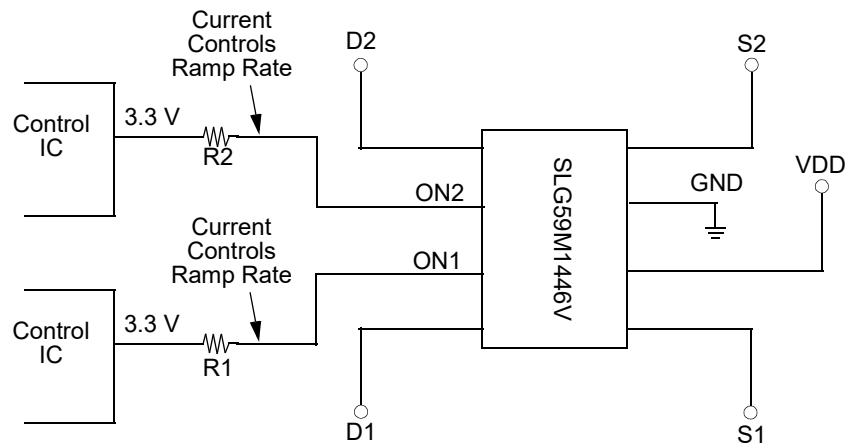 Current
Controls
Ramp Rate
D2
S2
Control
IC
3.3 V
R2
VDD
GND
ON2
SLG59M1446V
Current
Controls
Ramp Rate
ON1
Control
IC
3.3 V
R1
D1
S1